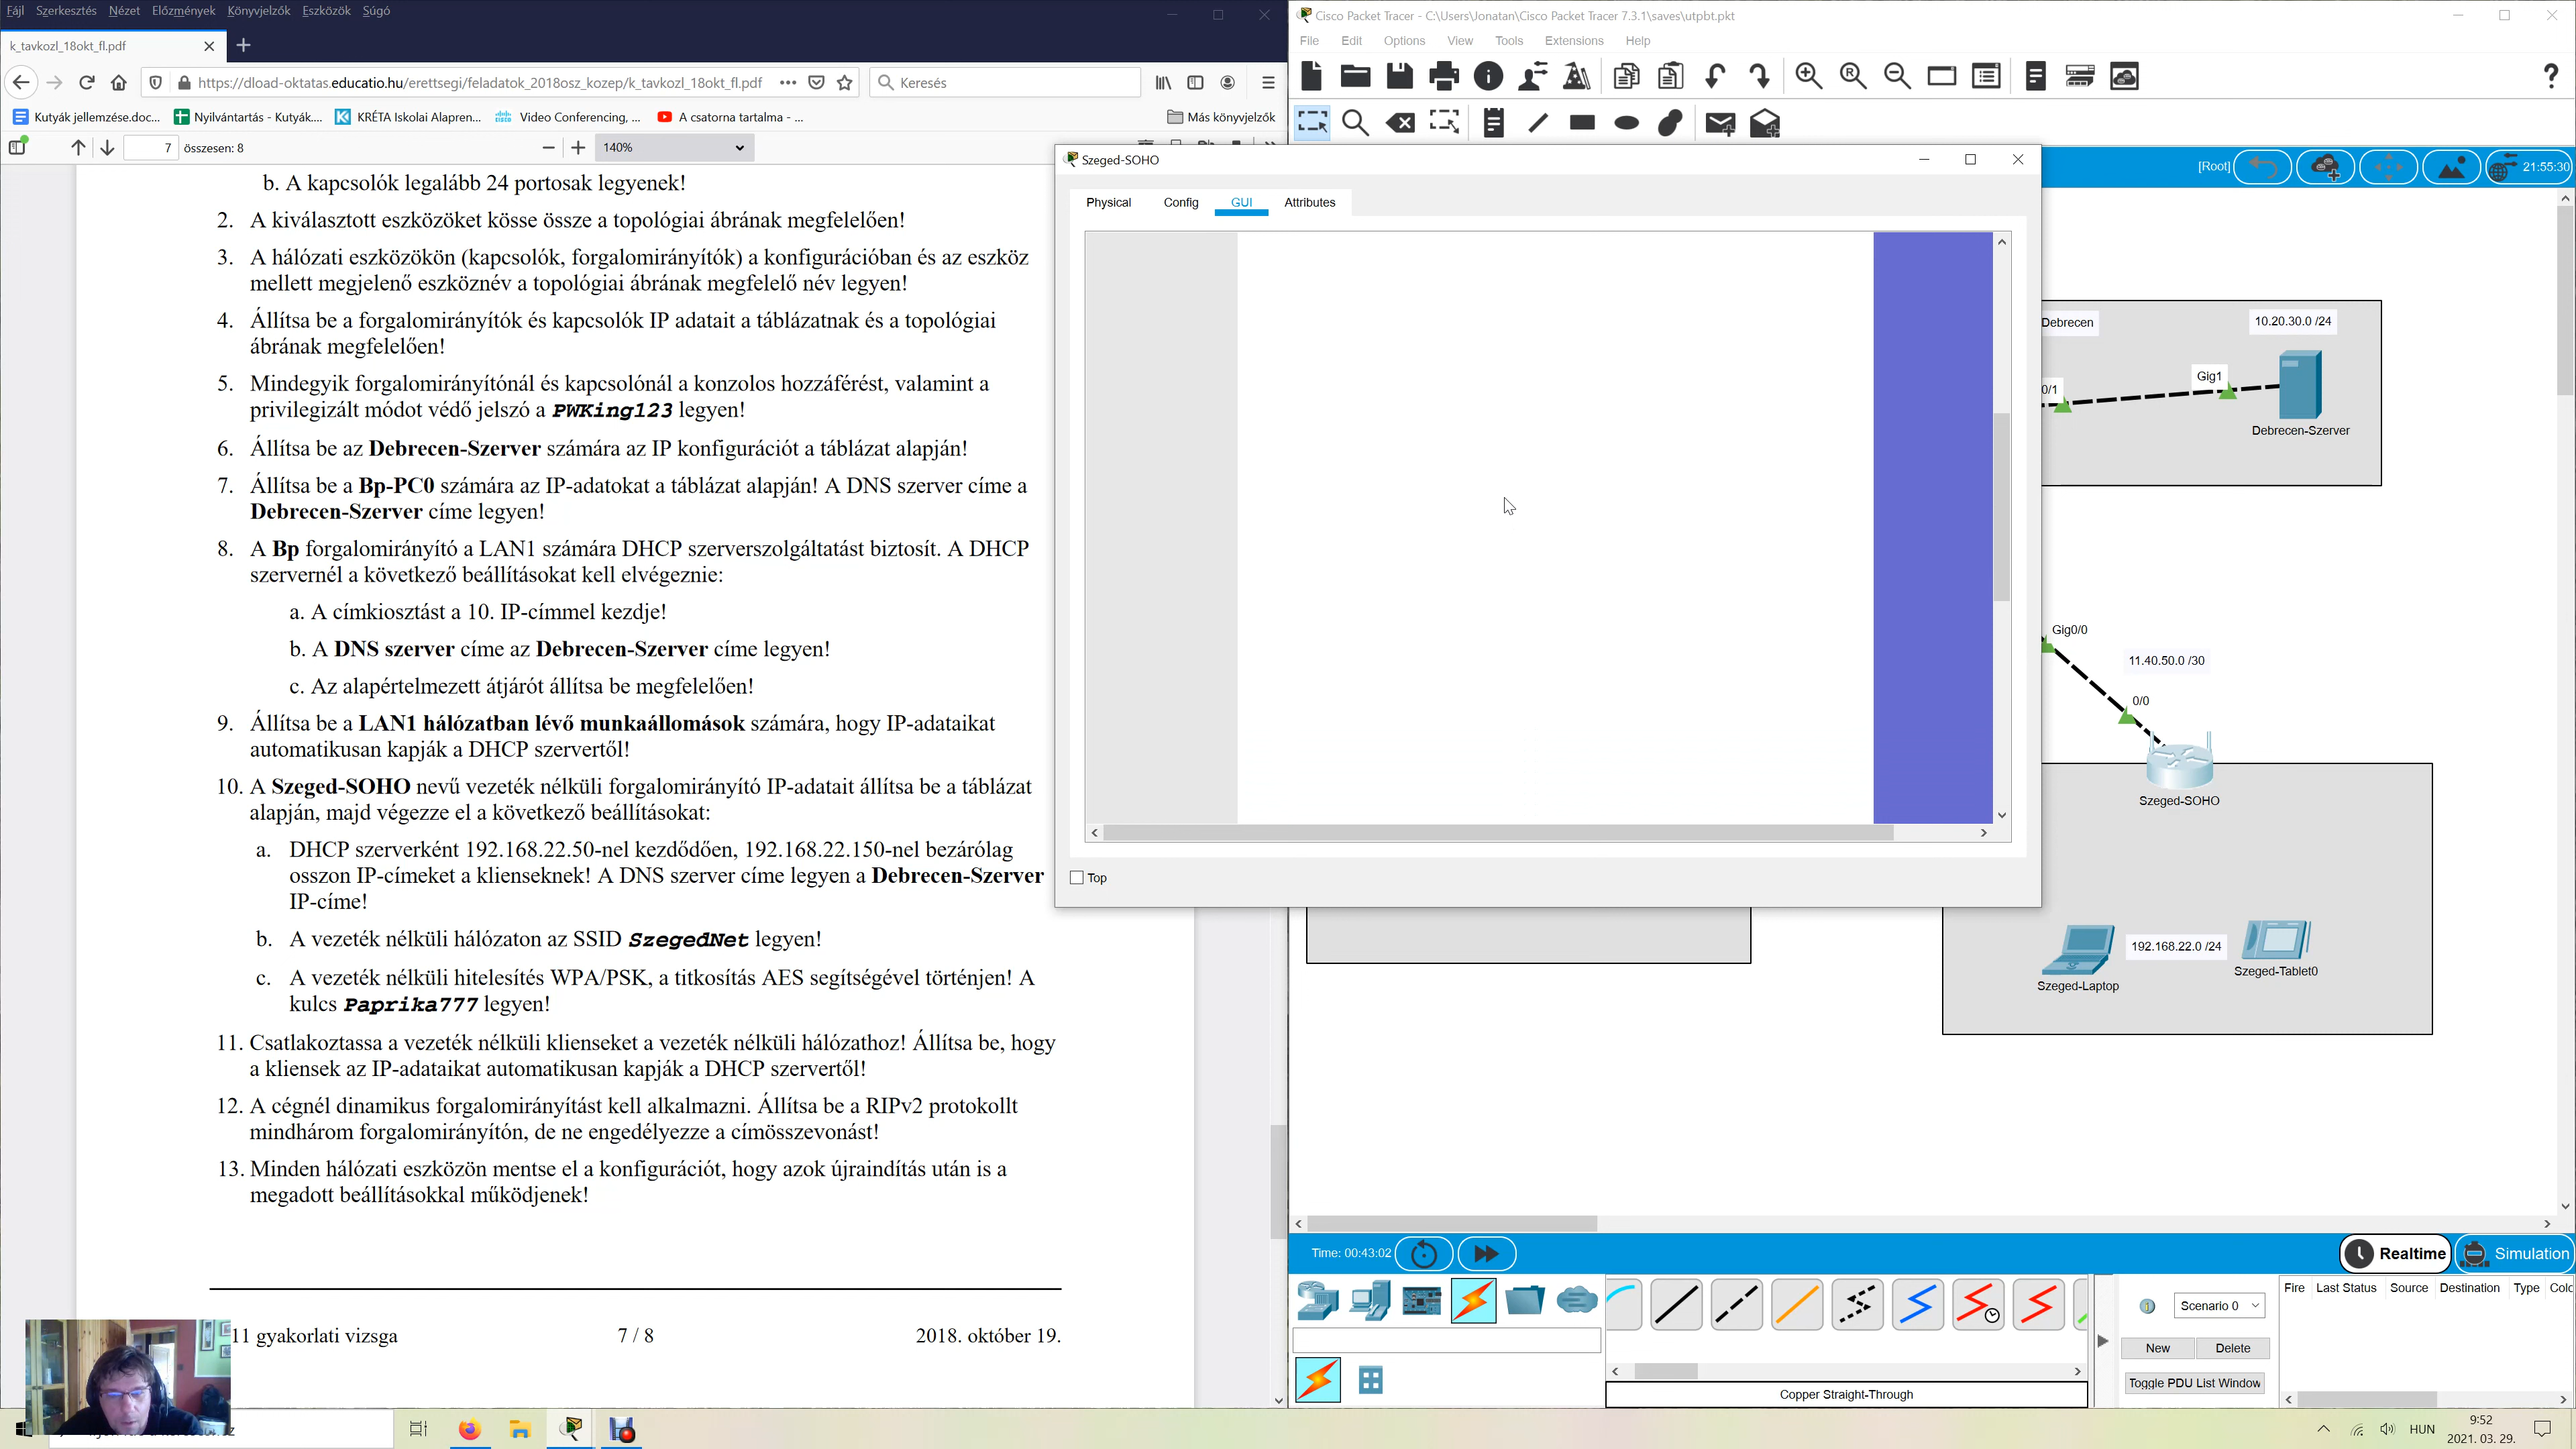 Fájl Szerkesztés Nézet Előzmények Könyvjelzők Eszközök Súgó
k_tavkozl_18okt_fl.pdf
https://dload-oktatas.educatio.hu/erettsegi/feladatok_2018osz_kozep/k_tavkozl_18okt_fl.pdf
Keresés
Kutyák jellemzése.doc...
Nyilvántartás - Kutyák....
KRÉTA Iskolai Alapren...
Video Conferencing, ...
A csatorna tartalma - ...
Más könyvjelzők
7 összesen: 8
140%
b. A kapcsolók legalább 24 portosak legyenek!
2. A kiválasztott eszközöket kösse össze a topológiai ábrának megfelelően!
3. A hálózati eszközökön (kapcsolók, forgalomirányítók) a konfigurációban és az eszköz
mellett megjelenő eszköznév a topológiai ábrának megfelelő név legyen!
4. Állítsa be a forgalomirányítók és kapcsolók IP adatait a táblázatnak és a topológiai
ábrának megfelelően!
5. Mindegyik forgalomirányítónál és kapcsolónál a konzolos hozzáférést, valamint a
privilegizált módot védő jelszó a PWKing123 legyen!
6. Állítsa be az Debrecen-Szerver számára az IP konfigurációt a táblázat alapján!
7. Állítsa be a Bp-PC0 számára az IP-adatokat a táblázat alapján! A DNS szerver címe a
Debrecen-Szerver címe legyen!
8. A Bp forgalomirányító a LAN1 számára DHCP szerverszolgáltatást biztosít. A DHCP
szervernél a következő beállításokat kell elvégeznie:
a. A címkiosztást a 10. IP-címmel kezdje!
b. A DNS szerver címe az Debrecen-Szerver címe legyen!
c. Az alapértelmezett átjárót állítsa be megfelelően!
9. Állítsa be a LAN1 hálózatban lévő munkaállomások számára, hogy IP-adataikat
automatikusan kapják a DHCP szervertől!
10. A Szeged-SOHO nevű vezeték nélküli forgalomirányító IP-adatait állítsa be a táblázat
alapján, majd végezze el a következő beállításokat:
a. DHCP szerverként 192.168.22.50-nel kezdődően, 192.168.22.150-nel bezárólag
osszon IP-címeket a klienseknek! A DNS szerver címe legyen a Debrecen-Szerver
IP-címe!
b. A vezeték nélküli hálózaton az SSID SzegedNet legyen!
c. A vezeték nélküli hitelesítés WPA/PSK, a titkosítás AES segítségével történjen! A
kulcs Paprika777 legyen!
11. Csatlakoztassa a vezeték nélküli klienseket a vezeték nélküli hálózathoz! Állítsa be, hogy
a kliensek az IP-adataikat automatikusan kapják a DHCP szervertől!
12. A cégnél dinamikus forgalomirányítást kell alkalmazni. Állítsa be a RIPv2 protokollt
mindhárom forgalomirányítón, de ne engedélyezze a címösszevonást!
13. Minden hálózati eszközön mentse el a konfigurációt, hogy azok újraindítás után is a
megadott beállításokkal működjenek!
11 gyakorlati vizsga
7 / 8
2018. október 19.
Cisco Packet Tracer - C:\Users\Jonatan\Cisco Packet Tracer 7.3.1\saves\utpbt.pkt
File Edit Options View Tools Extensions Help
[Root]
21:55:30
Szeged-SOHO
Physical Config GUI Attributes
Top
Debrecen
10.20.30.0 /24
Gig1
0/1
Debrecen-Szerver
Gig0/0
11.40.50.0 /30
0/0
Szeged-SOHO
192.168.22.0 /24
Szeged-Tablet0
Szeged-Laptop
Time: 00:43:02
Realtime
Simulation
Scenario 0
New
Delete
Toggle PDU List Window
Fire Last Status Source Destination Type
Copper Straight-Through
HUN
9:52
2021. 03. 29.